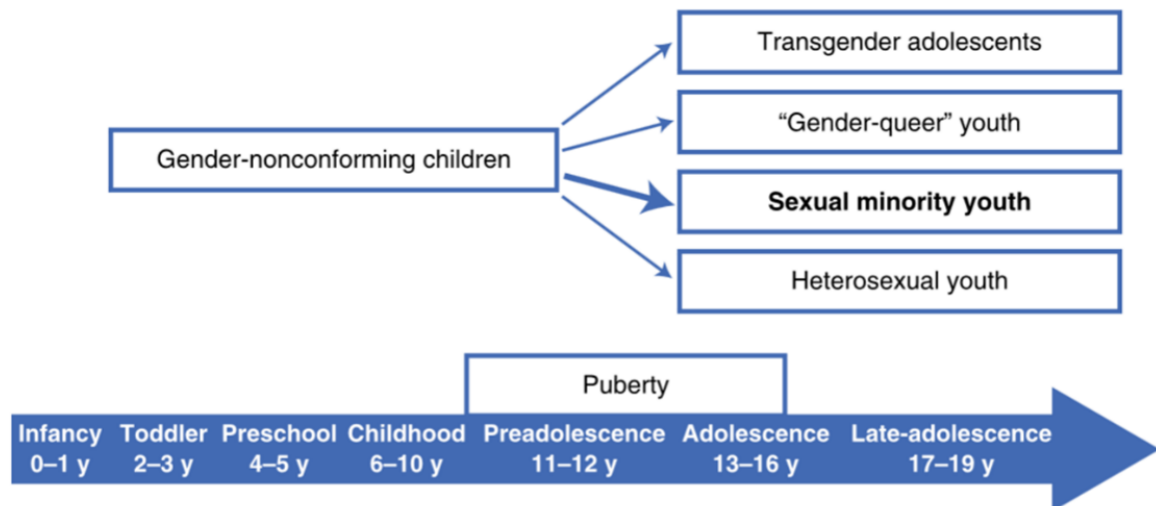 Transgender adolescents
Gender-nonconforming children
“Gender-queer” youth
Sexual minority youth
Heterosexual youth
Puberty
Infancy Toddler Preschool Childhood Preadolescence Adolescence Late-adolescence
0–1 y 2–3 y 4–5 y 6–10 y 11–12 y 13–16 y 17–19 y